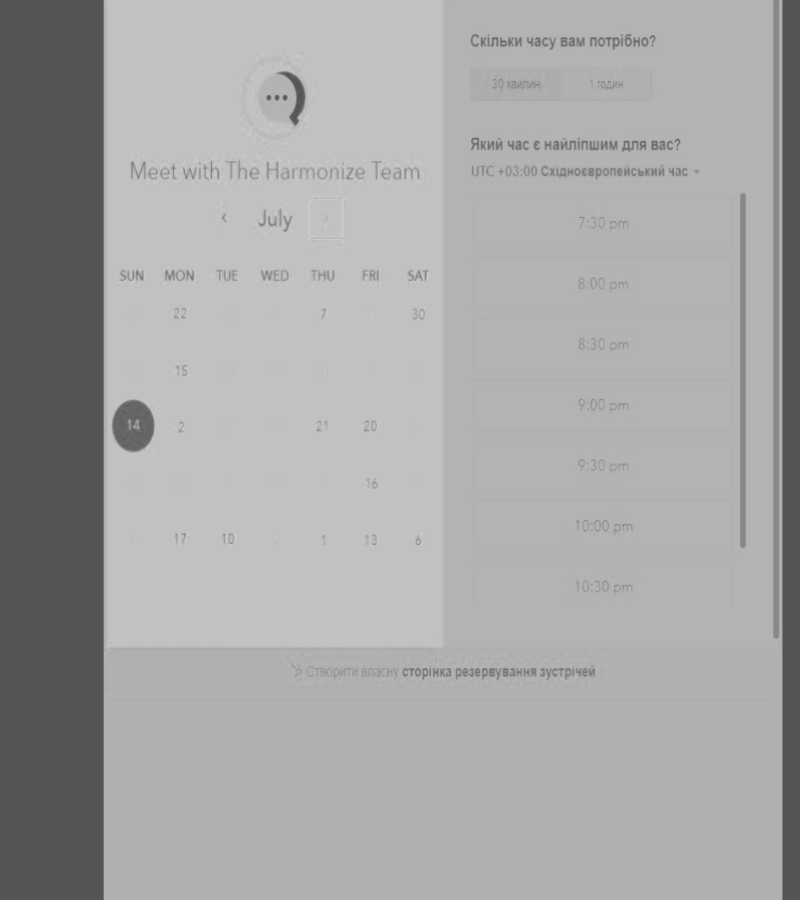 Meet with The Harmonize Team
July
SUN MON TUE WED THU FRI SAT
22 7 30
15
14 2 21 20
16
17 10 1 13 6
Скільки часу вам потрібно?
30 хвилин 1 годин
Який час є найліпшим для вас?
UTC +03:00 Східноєвропейський час
7:30 pm
8:00 pm
8:30 pm
9:00 pm
9:30 pm
10:00 pm
10:30 pm
Створити власну сторінка резервування зустрічей